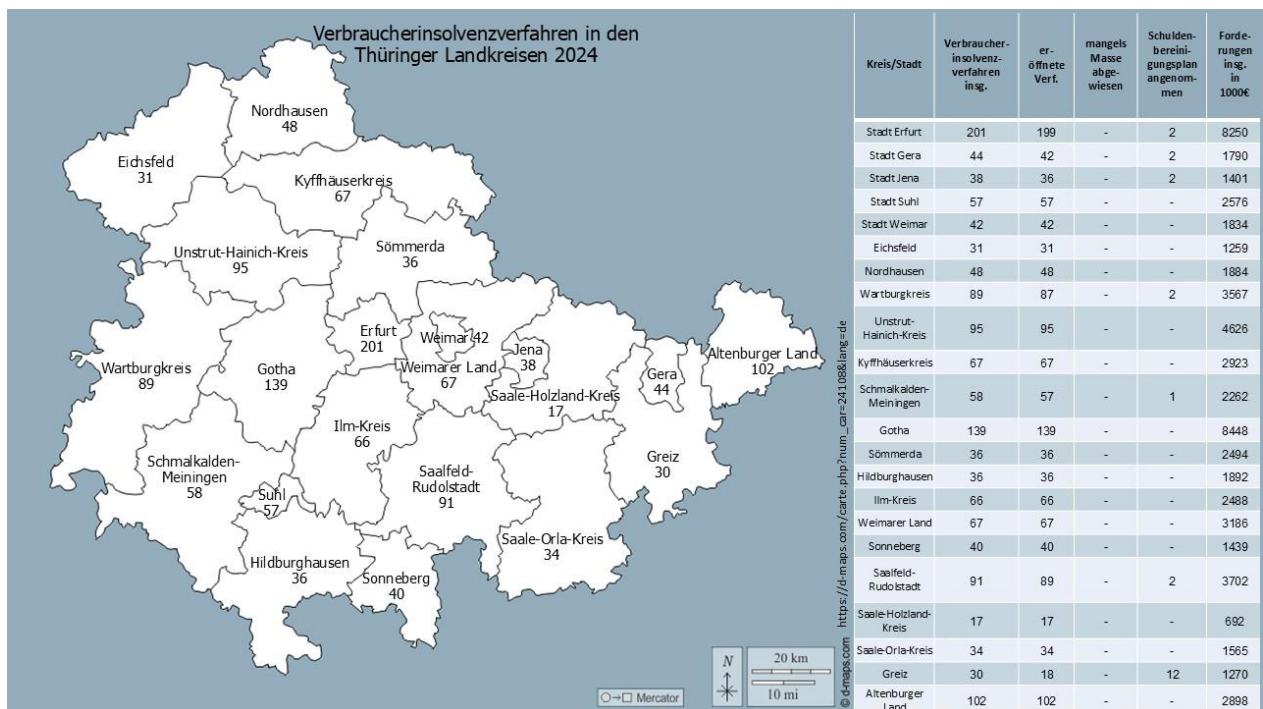 Verbraucherinsolvenzverfahren in den
Thüringer Landkreisen 2024
Nordhausen
48
Eichsfeld
31
Kyffhäuserkreis
67
Unstrut-Hainich-Kreis
95
Sömmerda
36
Wartburgkreis
89
Gotha
139
Erfurt
201
Weimar 42
Weimarer Land
67
Jena
38
Saale-Holzland-Kreis
17
Gera
44
Altenburger Land
102
Ilm-Kreis
66
Schmalkalden-
Meiningen
58
Suhl
57
Saalfeld-
Rudolstadt
91
Greiz
30
Saale-Orla-Kreis
34
Hildburghausen
36
Sonneberg
40
N
20 km
10 mi
Mercator
© d-maps.com https://d-maps.com/carte.php?num_car=24108&lang=de
Kreis/Stadt
Verbraucher-
insolvenz-
verfahren
insg.
er-
öffnete
Verf.
mangels
Masse
abge-
wiesen
Schulden-
bereini-
gungsplan
angenom-
men
Forde-
rungen
insg.
in
1000€
Stadt Erfurt 201 199 - 2 8250
Stadt Gera 44 42 - 2 1790
Stadt Jena 38 36 - 2 1401
Stadt Suhl 57 57 - - 2576
Stadt Weimar 42 42 - - 1834
Eichsfeld 31 31 - - 1259
Nordhausen 48 48 - - 1884
Wartburgkreis 89 87 - 2 3567
Unstrut-
Hainich-Kreis 95 95 - - 4626
Kyffhäuserkreis 67 67 - - 2923
Schmalkalden-
Meiningen 58 57 - 1 2262
Gotha 139 139 - - 8448
Sömmerda 36 36 - - 2494
Hildburghausen 36 36 - - 1892
Ilm-Kreis 66 66 - - 2488
Weimarer Land 67 67 - - 3186
Sonneberg 40 40 - - 1439
Saalfeld-
Rudolstadt 91 89 - 2 3702
Saale-Holzland-
Kreis 17 17 - - 692
Saale-Orla-Kreis 34 34 - - 1565
Greiz 30 18 - 12 1270
Altenburger
Land 102 102 - - 2898